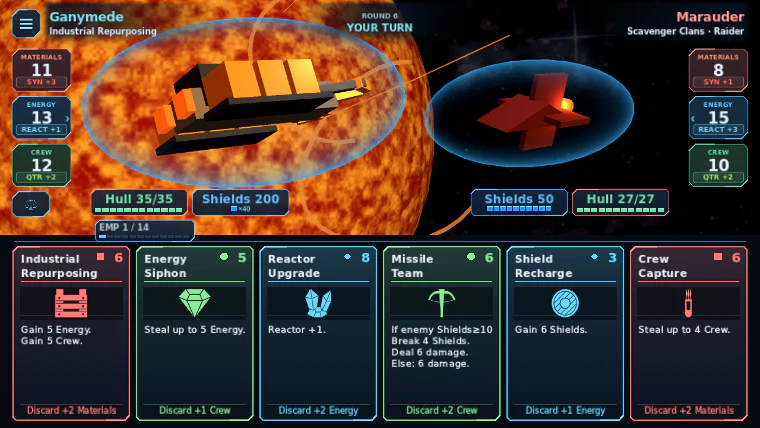 Ganymede
Industrial Repurposing
ROUND 6
YOUR TURN
Marauder
Scavenger Clans · Raider
MATERIALS
11
SYN +3
ENERGY
13
REACT +1
CREW
12
QTR +2
MATERIALS
8
SYN +1
ENERGY
15
REACT +3
CREW
10
QTR +2
Hull 35/35
Shields 200
×40
EMP 1 / 14
Shields 50
Hull 27/27
Industrial Repurposing 6
Gain 5 Energy.
Gain 5 Crew.
Discard +2 Materials
Energy Siphon 5
Steal up to 5 Energy.
Discard +1 Crew
Reactor Upgrade 8
Reactor +1.
Discard +2 Energy
Missile Team 6
If enemy Shields≥10
Break 4 Shields.
Deal 6 damage.
Else: 6 damage.
Discard +2 Crew
Shield Recharge 3
Gain 6 Shields.
Discard +1 Energy
Crew Capture 6
Steal up to 4 Crew.
Discard +2 Materials